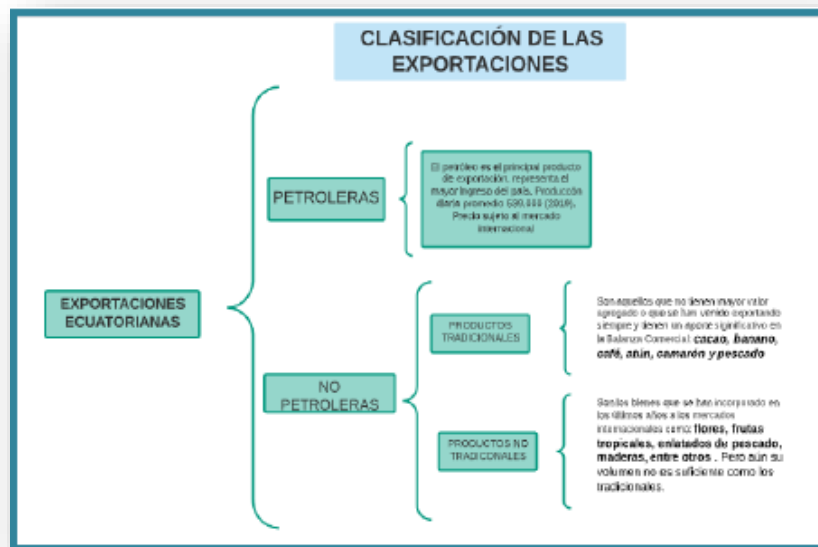 CLASIFICACIÓN DE LAS
EXPORTACIONES
El petróleo es el principal producto
de exportación, representa el
mayor ingreso del país. Producción
diaria promedio (2019).
Precio sujeto al mercado
internacional
PETROLERAS
EXPORTACIONES
ECUATORIANAS
NO
PETROLERAS
PRODUCTOS
TRADICIONALES
Son aquellos que no tienen mayor valor
agregado o que se han venido exportando
siempre y tienen un aporte significativo en
la Balanza Comercial: cacao, banano,
café, atún, camarón y pescado
PRODUCTOS NO
TRADICIONALES
Son los bienes que se han incorporado en
los últimos años a los mercados
internacionales como: flores, frutas
tropicales, enlatados de pescado,
maderas, entre otros . Pero aún su
volumen no es suficiente como los
tradicionales.